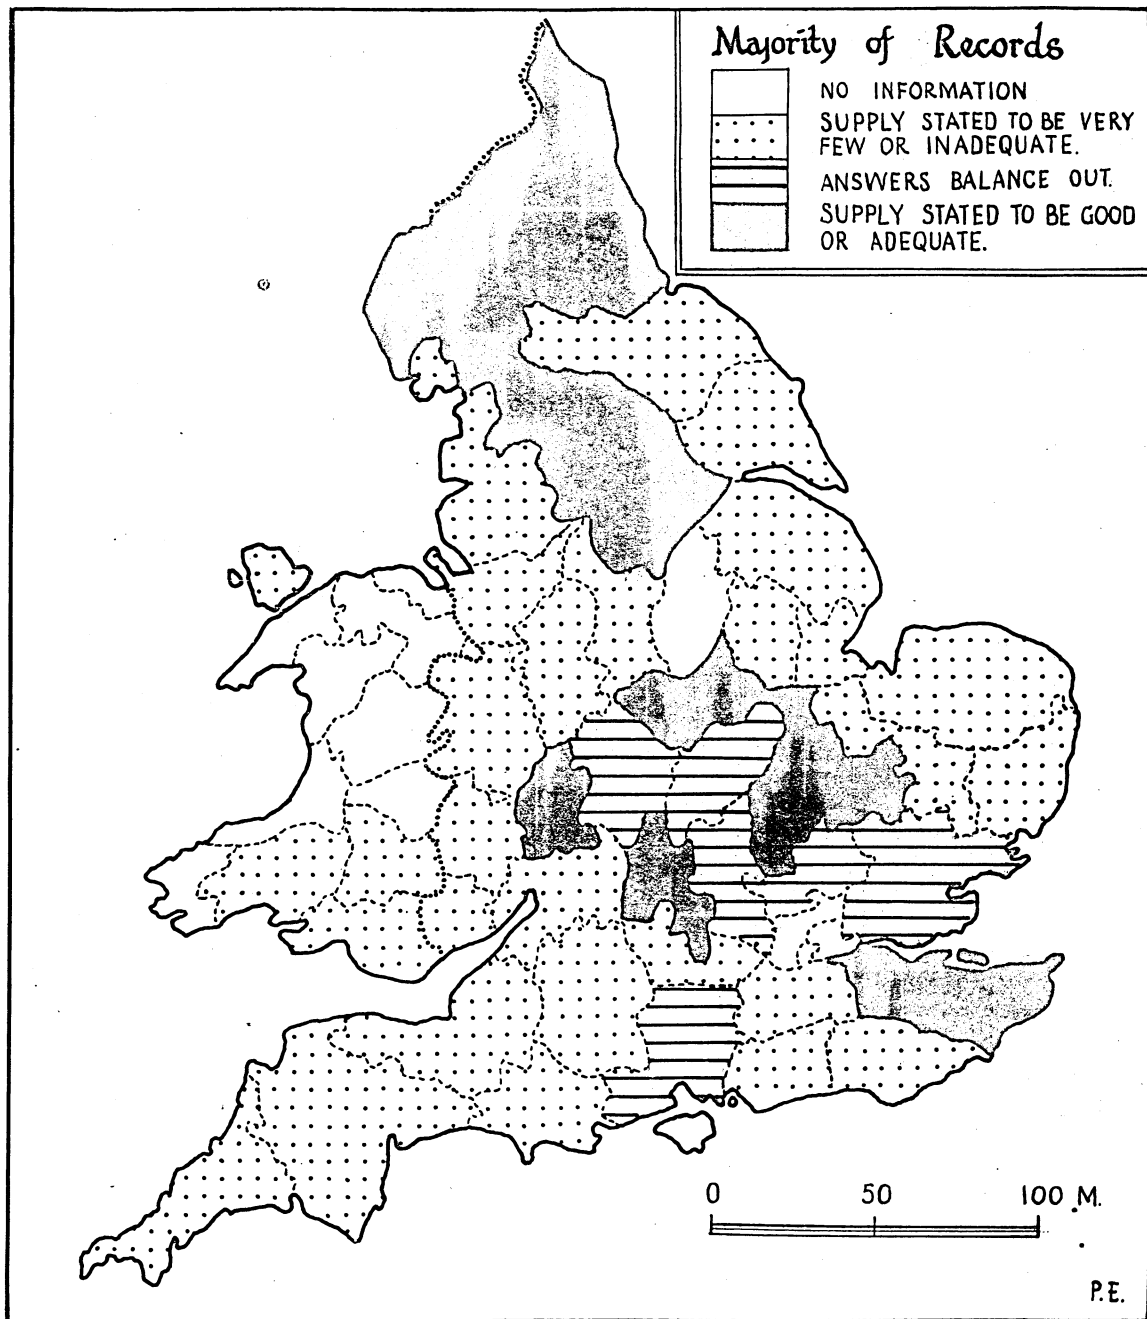 Majority of Records
NO INFORMATION
SUPPLY STATED TO BE VERY
FEW OR INADEQUATE.
ANSWERS BALANCE OUT.
SUPPLY STATED TO BE GOOD
OR ADEQUATE.
0 50 100 M.
P.E.